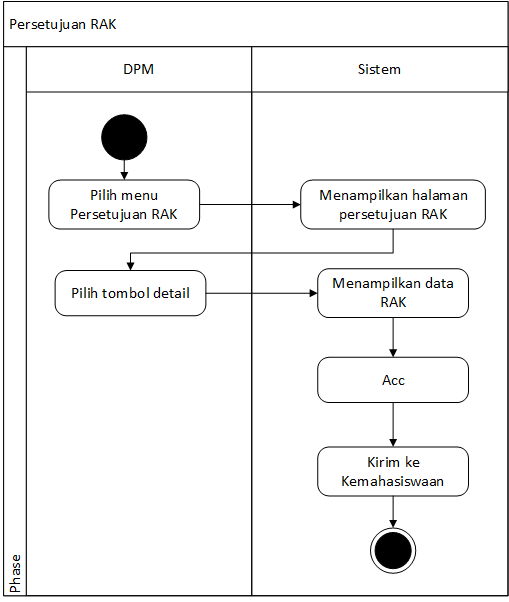 Persetujuan RAK
DPM
Sistem
Pilih menu
Persetujuan RAK
Menampilkan halaman
persetujuan RAK
Pilih tombol detail
Menampilkan data
RAK
Acc
Kirim ke
Kemahasiswaan
Phase